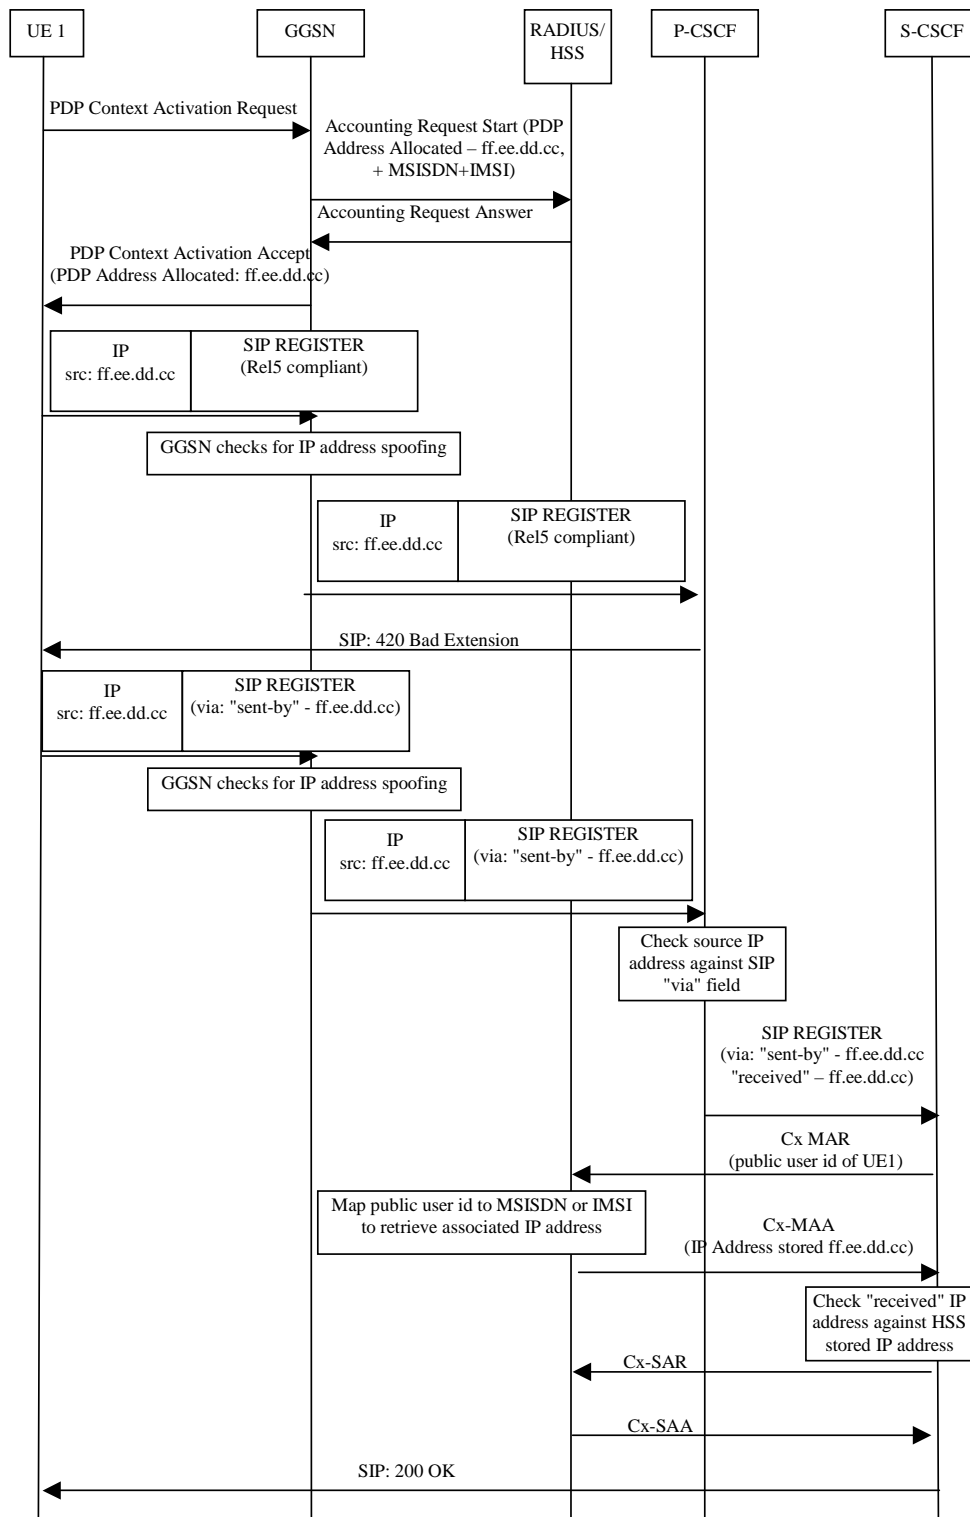 UE 1
GGSN
RADIUS/
HSS
P-CSCF
S-CSCF
PDP Context Activation Request
Accounting Request Start (PDP
Address Allocated – ff.ee.dd.cc,
+ MSISDN+IMSI)
Accounting Request Answer
PDP Context Activation Accept
(PDP Address Allocated: ff.ee.dd.cc)
IP
src: ff.ee.dd.cc
SIP REGISTER
(Rel5 compliant)
GGSN checks for IP address spoofing
IP
src: ff.ee.dd.cc
SIP REGISTER
(Rel5 compliant)
SIP: 420 Bad Extension
IP
src: ff.ee.dd.cc
SIP REGISTER
(via: "sent-by" - ff.ee.dd.cc)
GGSN checks for IP address spoofing
IP
src: ff.ee.dd.cc
SIP REGISTER
(via: "sent-by" - ff.ee.dd.cc)
Check source IP
address against SIP
"via" field
SIP REGISTER
(via: "sent-by" - ff.ee.dd.cc
"received" – ff.ee.dd.cc)
Cx MAR
(public user id of UE1)
Map public user id to MSISDN or IMSI
to retrieve associated IP address
Cx-MAA
(IP Address stored ff.ee.dd.cc)
Check "received" IP
address against HSS
stored IP address
Cx-SAR
Cx-SAA
SIP: 200 OK